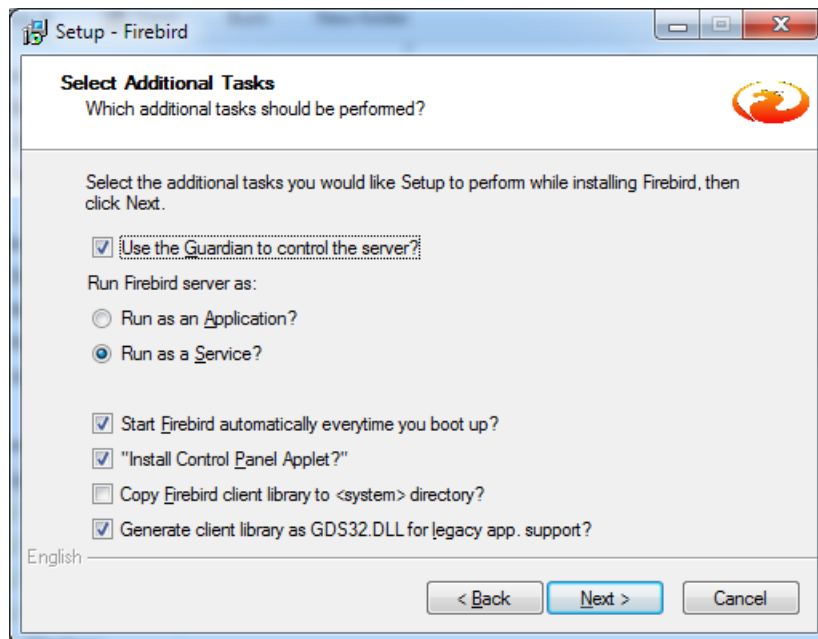 Setup - Firebird
Select Additional Tasks
Which additional tasks should be performed?
Select the additional tasks you would like Setup to perform while installing Firebird, then
click Next.
Use the Guardian to control the server?
Run Firebird server as:
Run as an Application?
Run as a Service?
Start Firebird automatically everytime you boot up?
"Install Control Panel Applet?"
Copy Firebird client library to <system> directory?
Generate client library as GDS32.DLL for legacy app. support?
English
< Back
Next >
Cancel